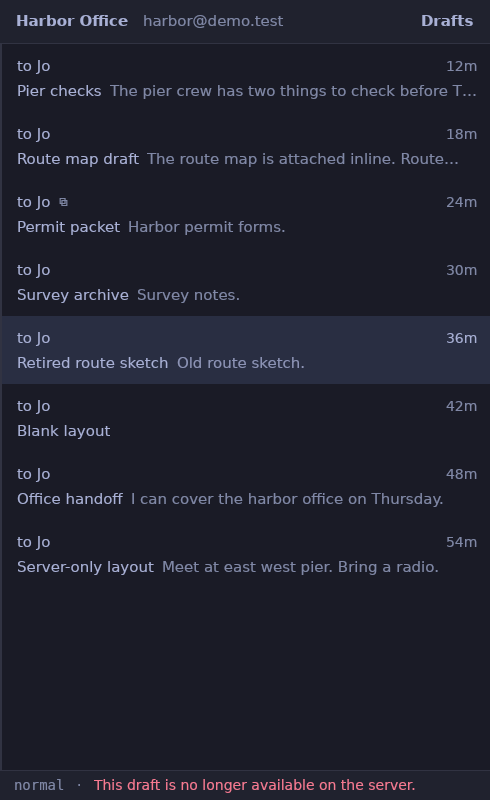 Harbor Office harbor@demo.test Drafts
to Jo 12m
Pier checks The pier crew has two things to check before T…
to Jo 18m
Route map draft The route map is attached inline. Route…
to Jo 24m
Permit packet Harbor permit forms.
to Jo 30m
Survey archive Survey notes.
to Jo 36m
Retired route sketch Old route sketch.
to Jo 42m
Blank layout
to Jo 48m
Office handoff I can cover the harbor office on Thursday.
to Jo 54m
Server-only layout Meet at east west pier. Bring a radio.
normal · This draft is no longer available on the server.